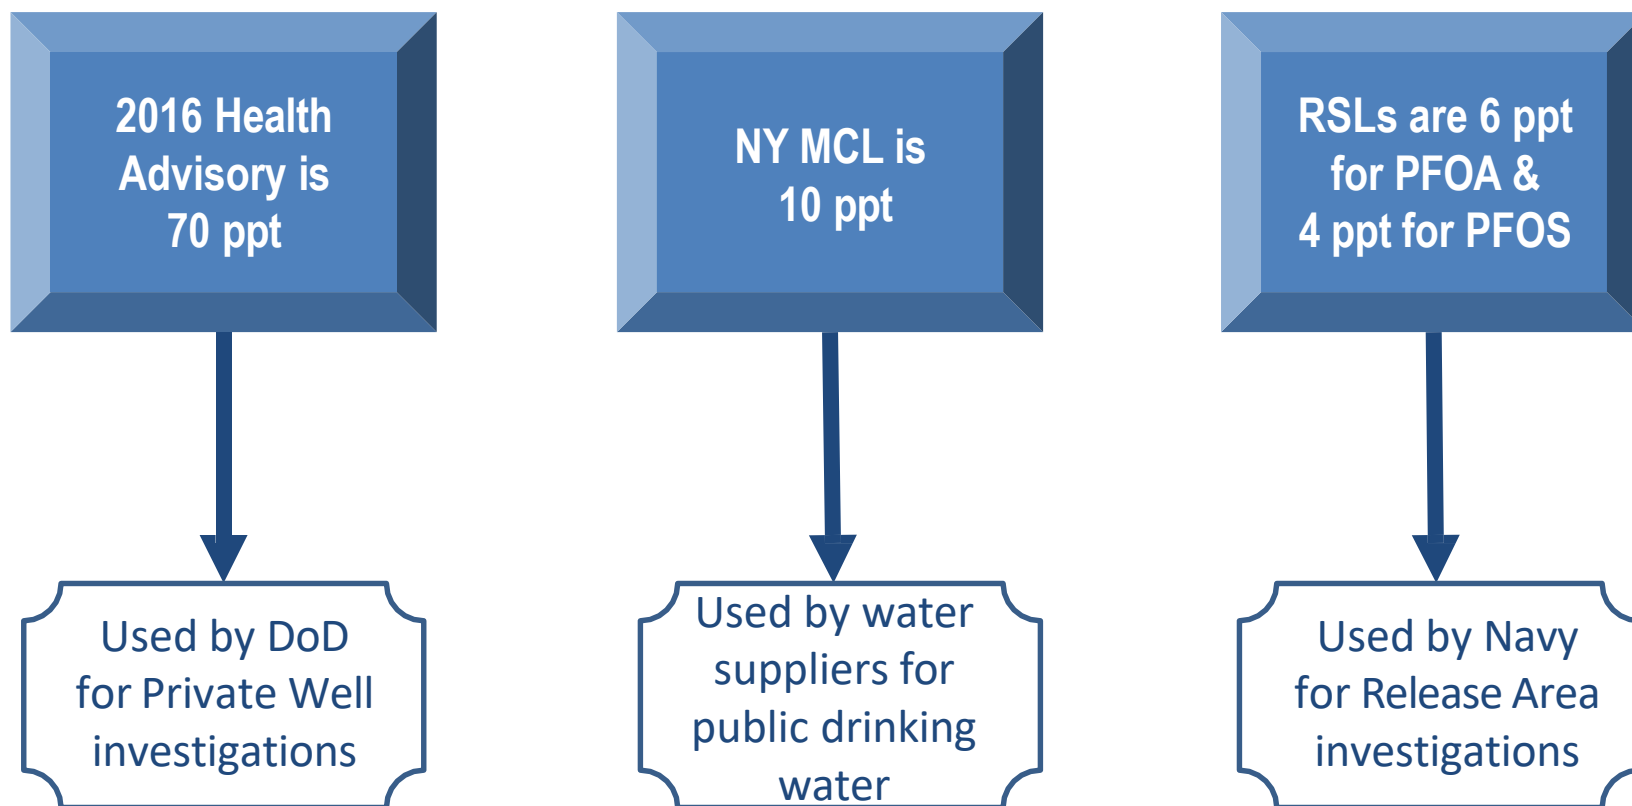 2016 Health
Advisory is
70 ppt
NY MCL is
10 ppt
RSLs are 6 ppt
for PFOA &
4 ppt for PFOS
Used by DoD
for Private Well
investigations
Used by water
suppliers for
public drinking
water
Used by Navy
for Release Area
investigations